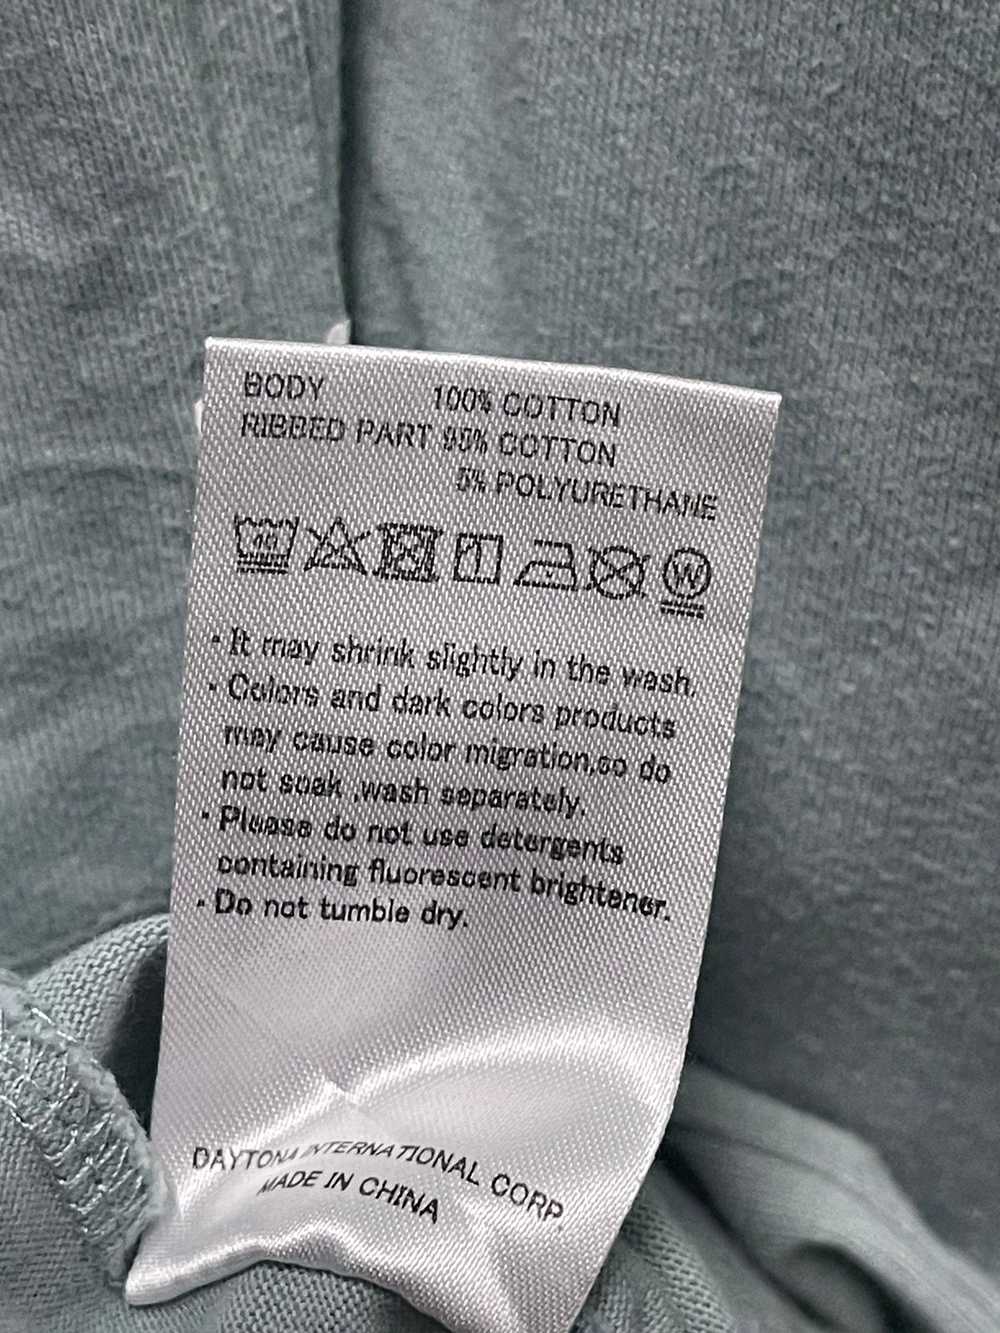 BODY 100% COTTON
RIBBED PART 95% COTTON
5% POLYURETHANE
40 W
・It may shrink slightly in the wash.
・Colors and dark colors products
may cause color migration,so do
not soak ,wash separately.
・Please do not use detergents
containing fluorescent brightener.
・Do not tumble dry.
DAYTONA INTERNATIONAL CORP.
MADE IN CHINA